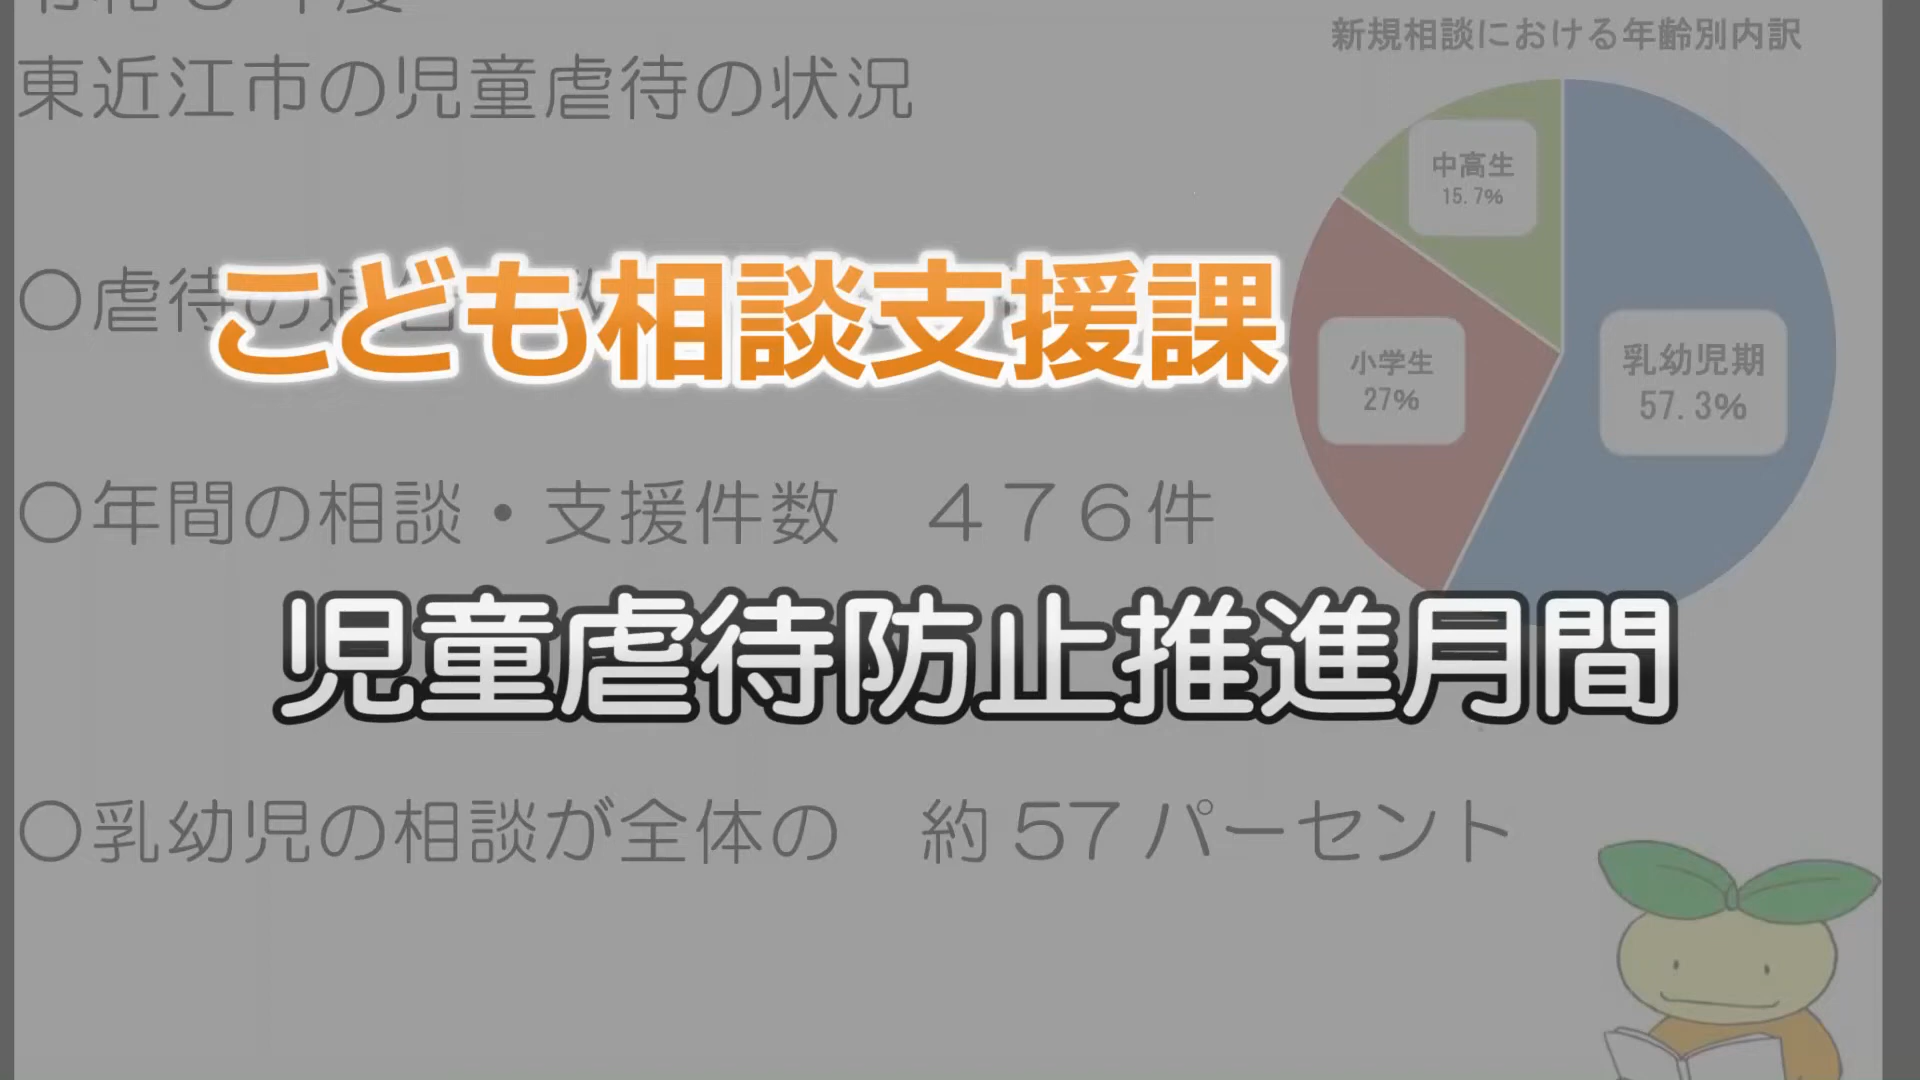 東近江市の児童虐待の状況
新規相談における年齢別内訳
中高生
15.7%
こども相談支援課
〇虐待の
小学生
27%
乳幼児期
57.3%
〇年間の相談・支援件数　４７６件
児童虐待防止推進月間
〇乳幼児の相談が全体の　約57パーセント